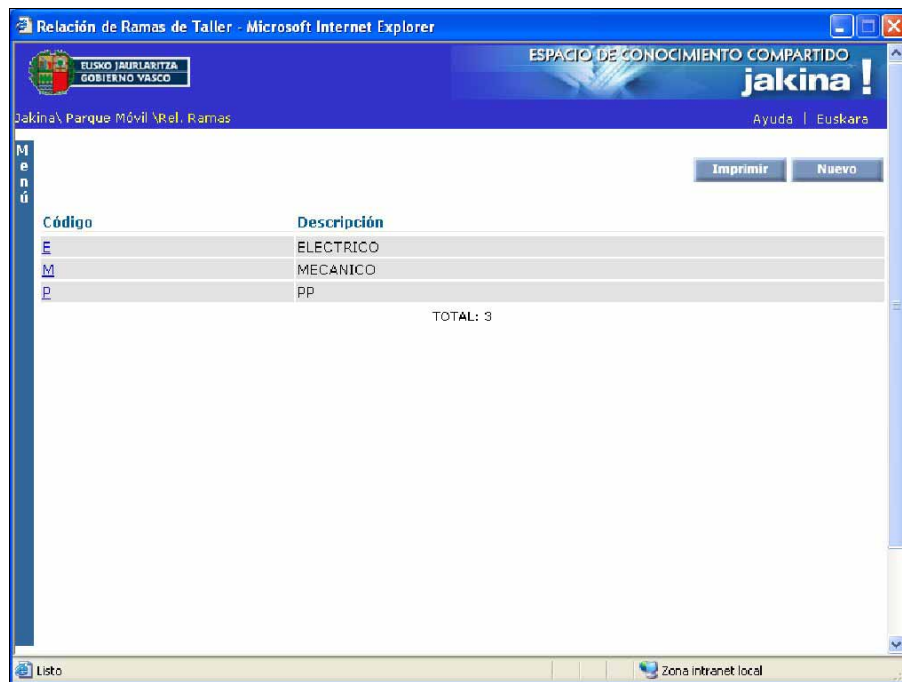 Relación de Ramas de Taller - Microsoft Internet Explorer
EUSKO JAURLARITZA
GOBIERNO VASCO
ESPACIO DE CONOCIMIENTO COMPARTIDO
jakina !
Jakina\ Parque Móvil \Rel. Ramas
Ayuda | Euskara
Menú
Imprimir Nuevo
Código Descripción
E ELECTRICO
M MECANICO
P PP
TOTAL: 3
Listo Zona intranet local